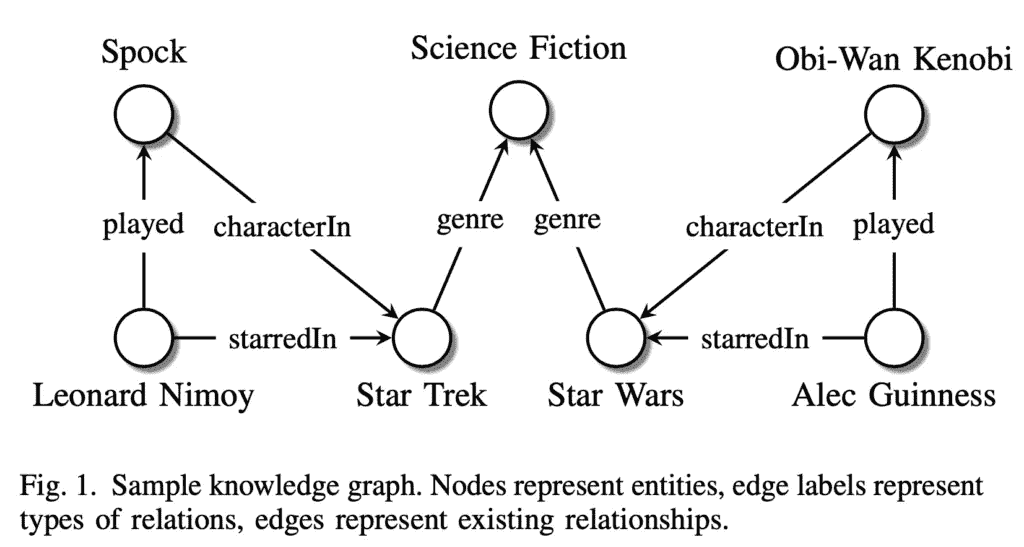 Spock
Science Fiction
Obi-Wan Kenobi
played
characterIn
genre
genre
characterIn
played
starredIn
starredIn
Leonard Nimoy
Star Trek
Star Wars
Alec Guinness
Fig. 1. Sample knowledge graph. Nodes represent entities, edge labels represent
types of relations, edges represent existing relationships.